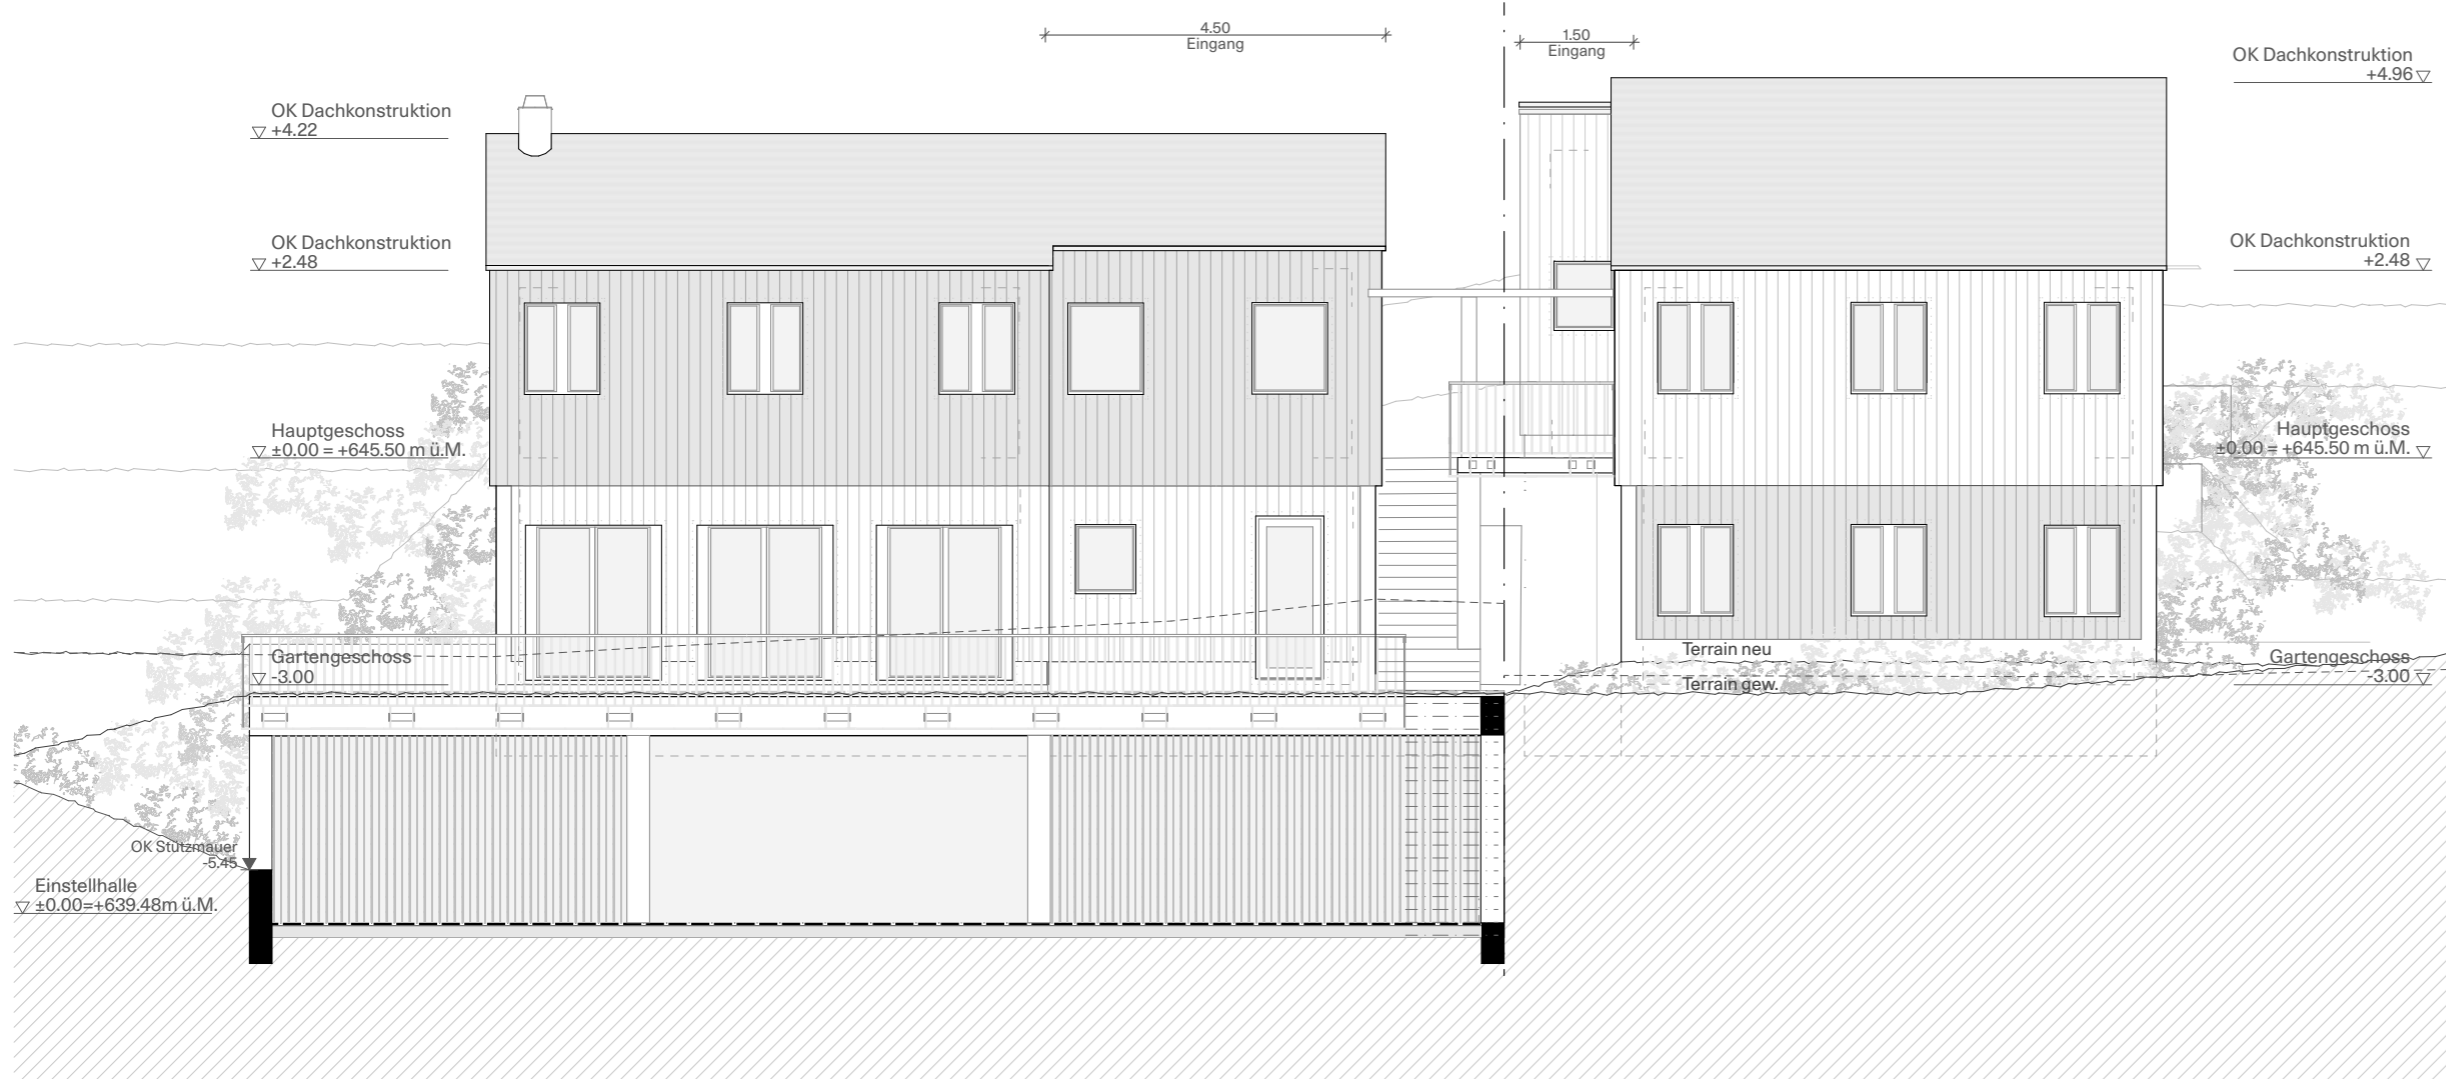 4.50
Eingang
1.50
Eingang
OK Dachkonstruktion
+4.96
OK Dachkonstruktion
+4.22
OK Dachkonstruktion
+2.48
OK Dachkonstruktion
+2.48
Hauptgeschoss
±0.00 = +645.50 m ü.M.
Hauptgeschoss
±0.00 = +645.50 m ü.M.
Terrain neu
Gartengeschoss
-3.00
Terrain gew.
Gartengeschoss
-3.00
OK Stützmauer
-5.45
Einstellhalle
±0.00=+639.48m ü.M.